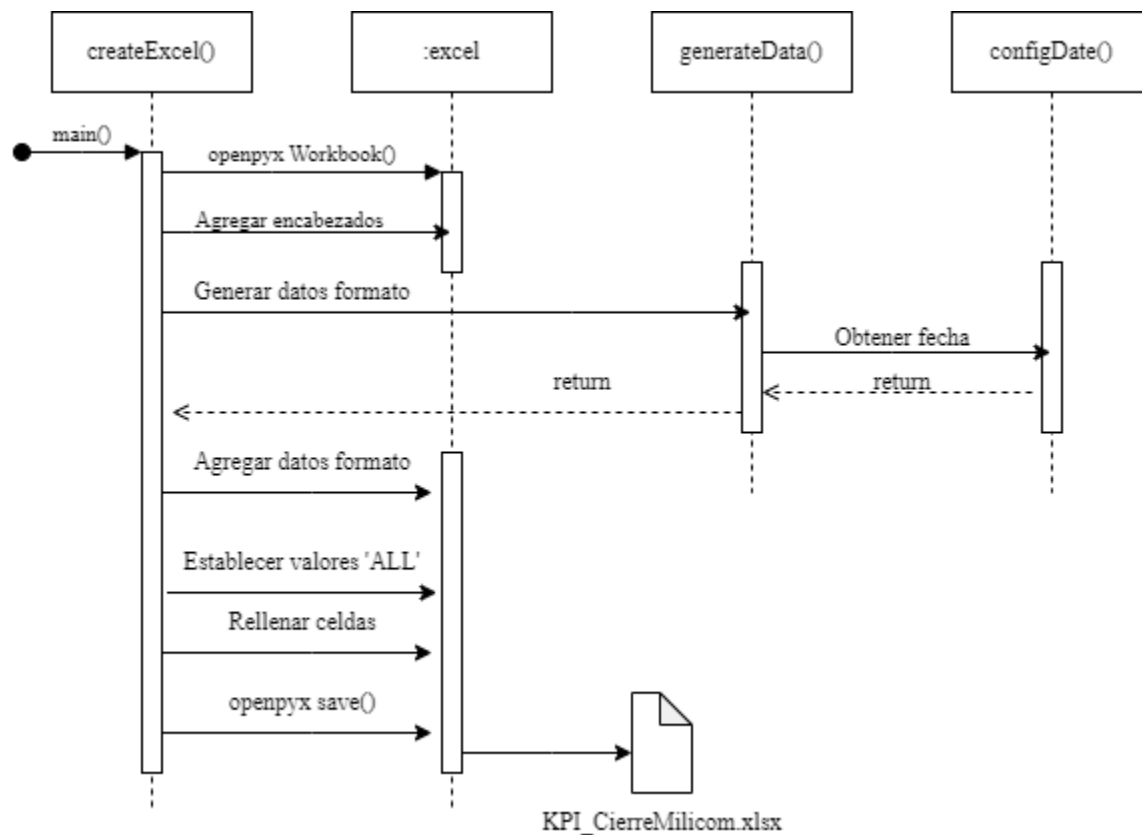 createExcel()
:excel
generateData()
configDate()
main()
openpyx Workbook()
Agregar encabezados
Generar datos formato
Obtener fecha
return
return
Agregar datos formato
Establecer valores 'ALL'
Rellenar celdas
openpyx save()
KPI_CierreMilicom.xlsx